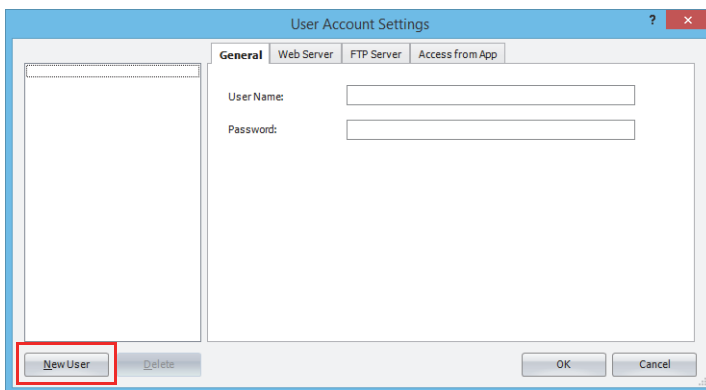 User Account Settings ?
General Web Server FTP Server Access from App
User Name:
Password:
New User Delete OK Cancel